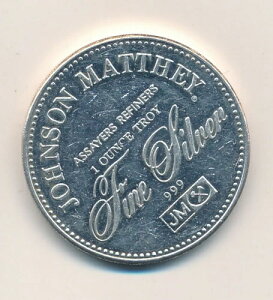 JOHNSON MATTHEY
ASSAYERS REFINERS
1 OUNCE TROY
Fine Silver
999
JM